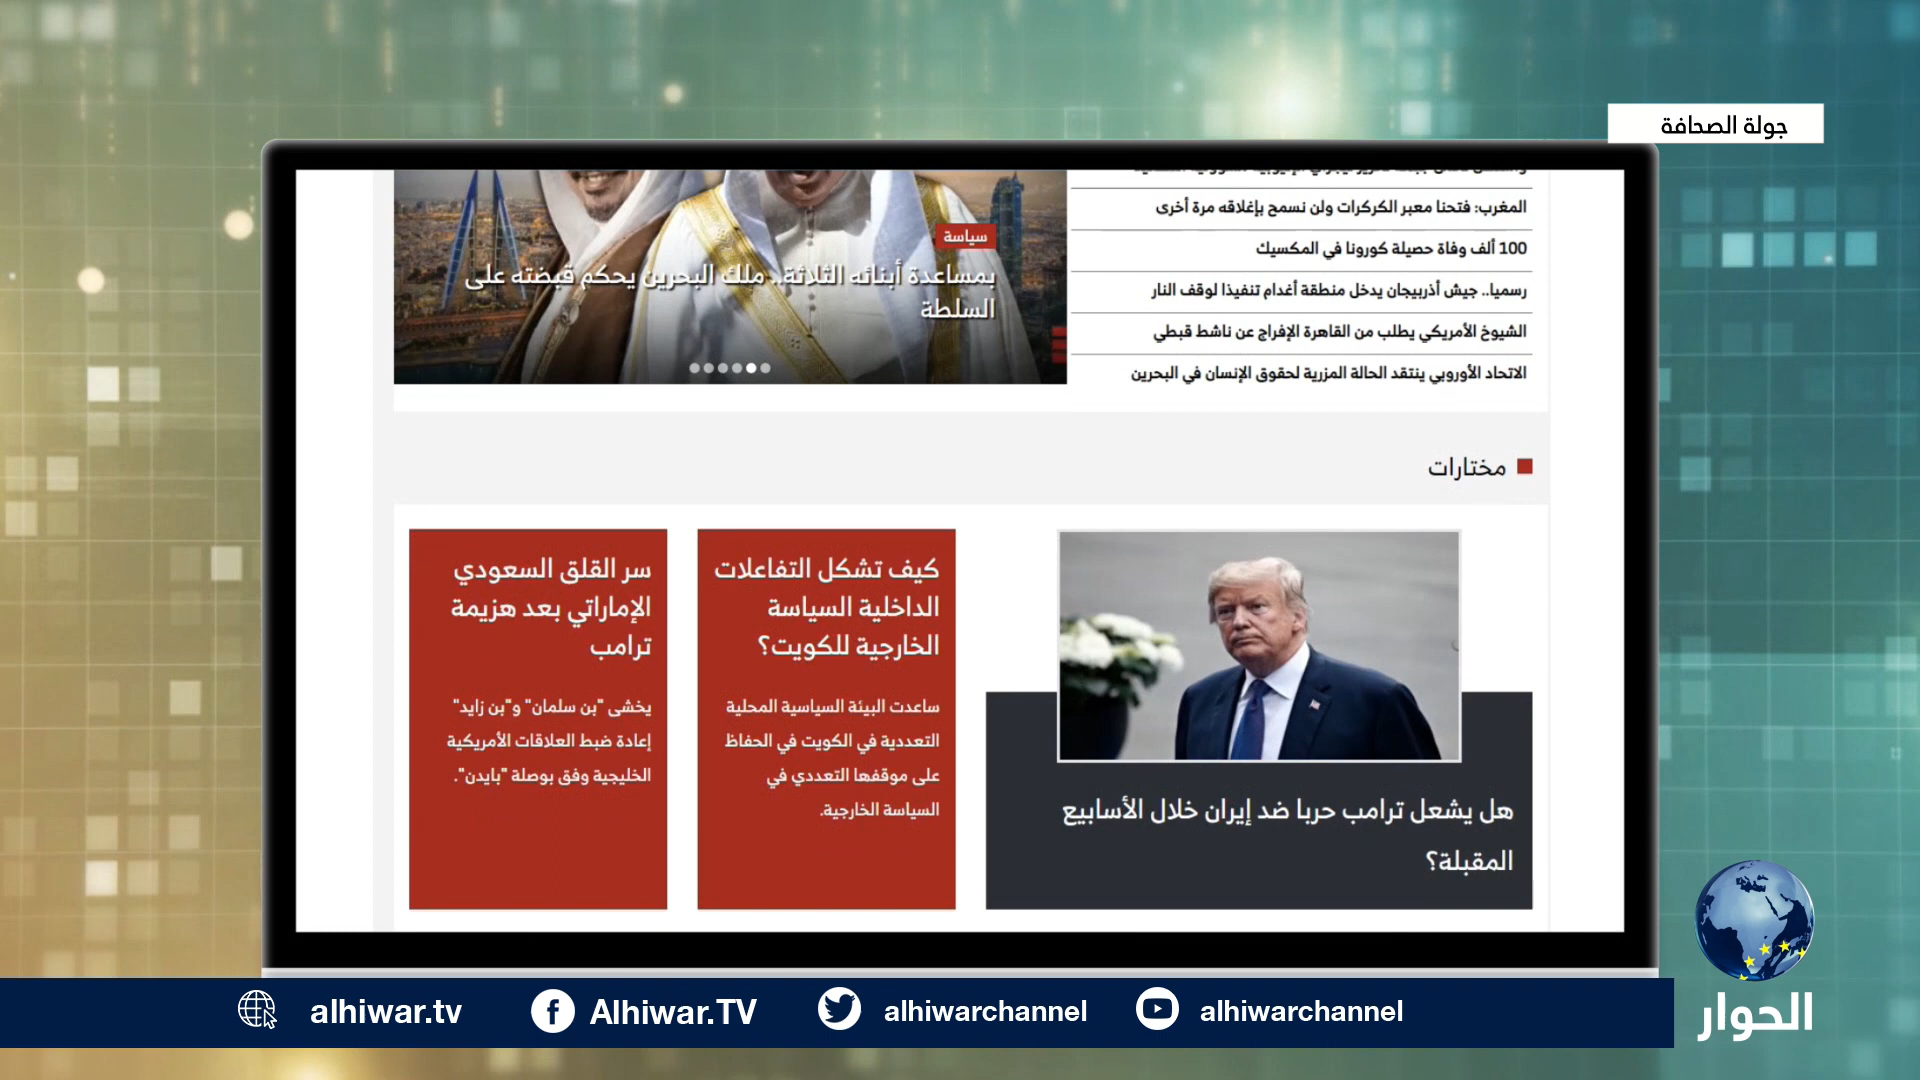 جولة الصحافة
المغرب: فتحنا معبر الكركرات ولن نسمح بإغلاقه مرة أخرى
100 ألف وفاة حصيلة كورونا في المكسيك
رسميا.. جيش أذربيجان يدخل منطقة أغدام تنفيذا لوقف النار
الشيوخ الأمريكي يطلب من القاهرة الإفراج عن ناشط قبطي
الاتحاد الأوروبي ينتقد الحالة المزرية لحقوق الإنسان في البحرين
سياسة
بمساعدة أبنائه الثلاثة.. ملك البحرين يحكم قبضته على
السلطة
مختارات
هل يشعل ترامب حربا ضد إيران خلال الأسابيع
المقبلة؟
كيف تشكل التفاعلات
الداخلية السياسة
الخارجية للكويت؟
ساعدت البيئة السياسية المحلية
التعددية في الكويت في الحفاظ
على موقفها التعددي في
السياسة الخارجية.
سر القلق السعودي
الإماراتي بعد هزيمة
ترامب
يخشى "بن سلمان" و"بن زايد"
إعادة ضبط العلاقات الأمريكية
الخليجية وفق بوصلة "بايدن".
alhiwar.tv
Alhiwar.TV
alhiwarchannel
alhiwarchannel
الحوار